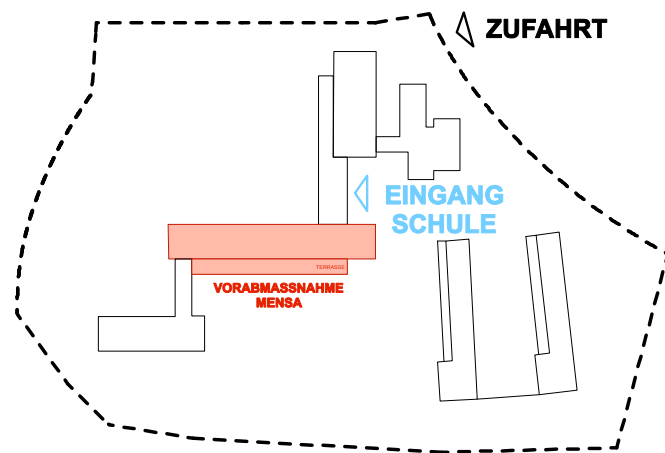 ZUFAHRT
EINGANG
SCHULE
TERRASSE
VORABMASSNAHME
MENSA